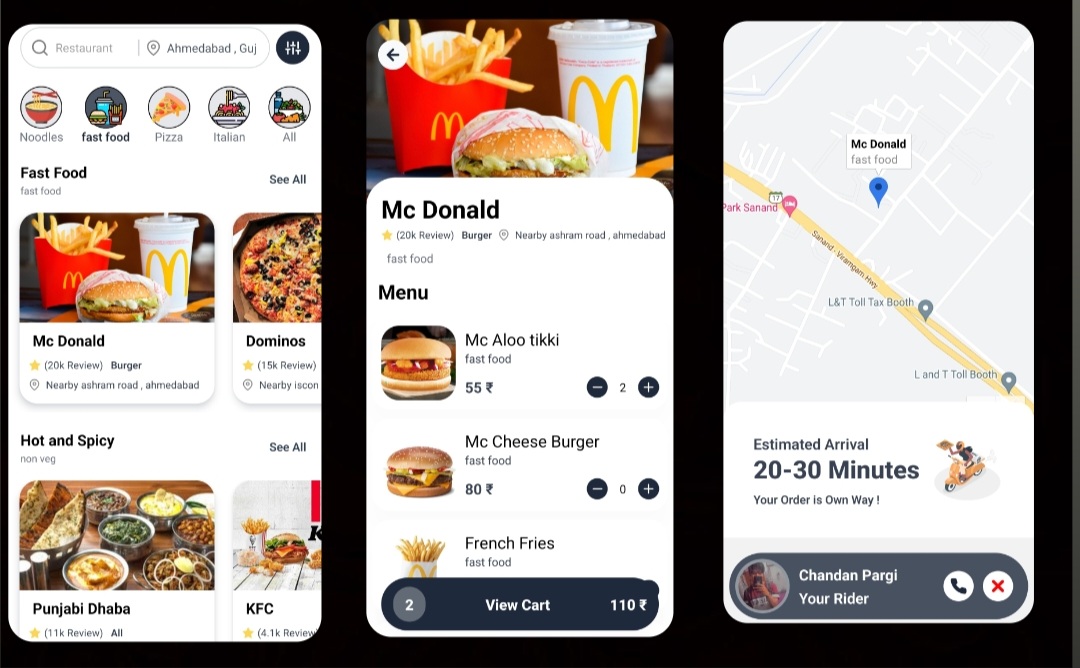 Restaurant
Ahmedabad , Guj
Noodles
fast food
Pizza
Italian
All
Fast Food
fast food
See All
Mc Donald
(20k Review) Burger
Nearby ashram road , ahmedabad
Dominos
(15k Review)
Nearby iscon
Hot and Spicy
non veg
See All
Punjabi Dhaba
(11k Review) All
KFC
(4.1k Review)
Mc Donald
(20k Review) Burger Nearby ashram road , ahmedabad
fast food
Menu
Mc Aloo tikki
fast food
55 ₹
2
Mc Cheese Burger
fast food
80 ₹
0
French Fries
fast food
2
View Cart
110 ₹
Mc Donald
fast food
17
Park Sanand
Sanand - Viramgam Hwy
L&T Toll Tax Booth
L and T Toll Booth
Estimated Arrival
20-30 Minutes
Your Order is Own Way !
Chandan Pargi
Your Rider